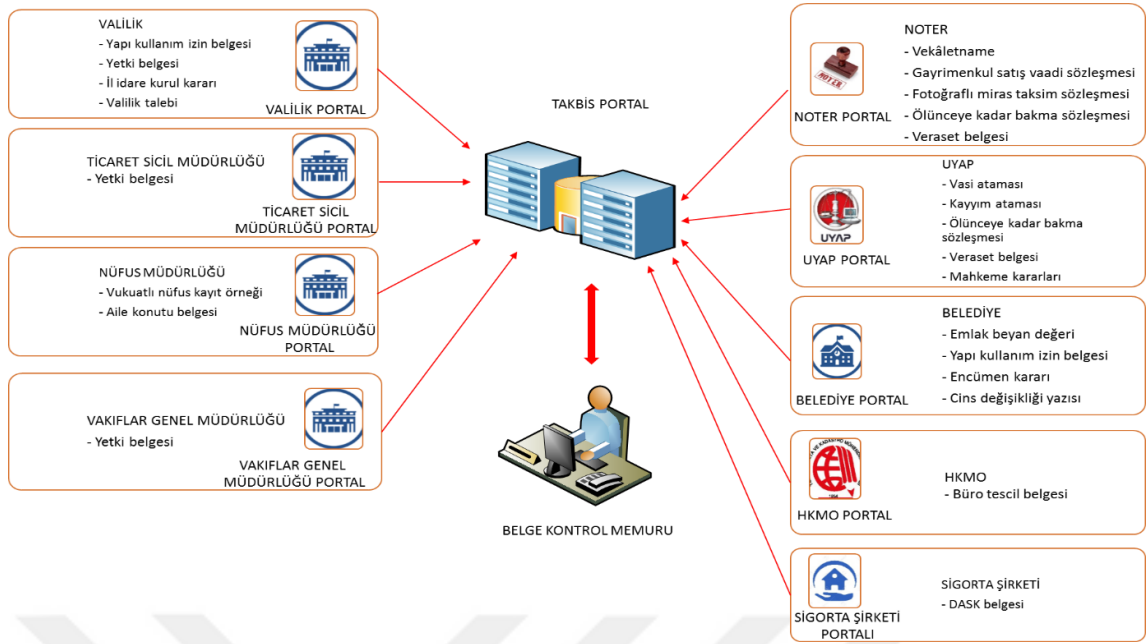 VALİLİK
- Yapı kullanım izin belgesi
- Yetki belgesi
- İl idare kurul kararı
- Valilik talebi
VALİLİK PORTAL
TİCARET SİCİL MÜDÜRLÜĞÜ
- Yetki belgesi
TİCARET SİCİL
MÜDÜRLÜĞÜ PORTAL
NÜFUS MÜDÜRLÜĞÜ
- Vukuatlı nüfus kayıt örneği
- Aile konutu belgesi
NÜFUS MÜDÜRLÜĞÜ
PORTAL
VAKIFLAR GENEL MÜDÜRLÜĞÜ
- Yetki belgesi
VAKIFLAR GENEL
MÜDÜRLÜĞÜ PORTAL
TAKBİS PORTAL
BELGE KONTROL MEMURU
NOTER
- Vekâletname
- Gayrimenkul satış vaadi sözleşmesi
- Fotoğraflı miras taksim sözleşmesi
- Ölünceye kadar bakma sözleşmesi
- Veraset belgesi
NOTER
NOTER PORTAL
UYAP
- Vasi ataması
- Kayyım ataması
- Ölünceye kadar bakma
sözleşmesi
- Veraset belgesi
- Mahkeme kararları
UYAP
UYAP PORTAL
BELEDİYE
- Emlak beyan değeri
- Yapı kullanım izin belgesi
- Encümen kararı
- Cins değişikliği yazısı
BELEDİYE PORTAL
HKMO
- Büro tescil belgesi
HKMO PORTAL
SİGORTA ŞİRKETİ
- DASK belgesi
SİGORTA ŞİRKETİ
PORTALI